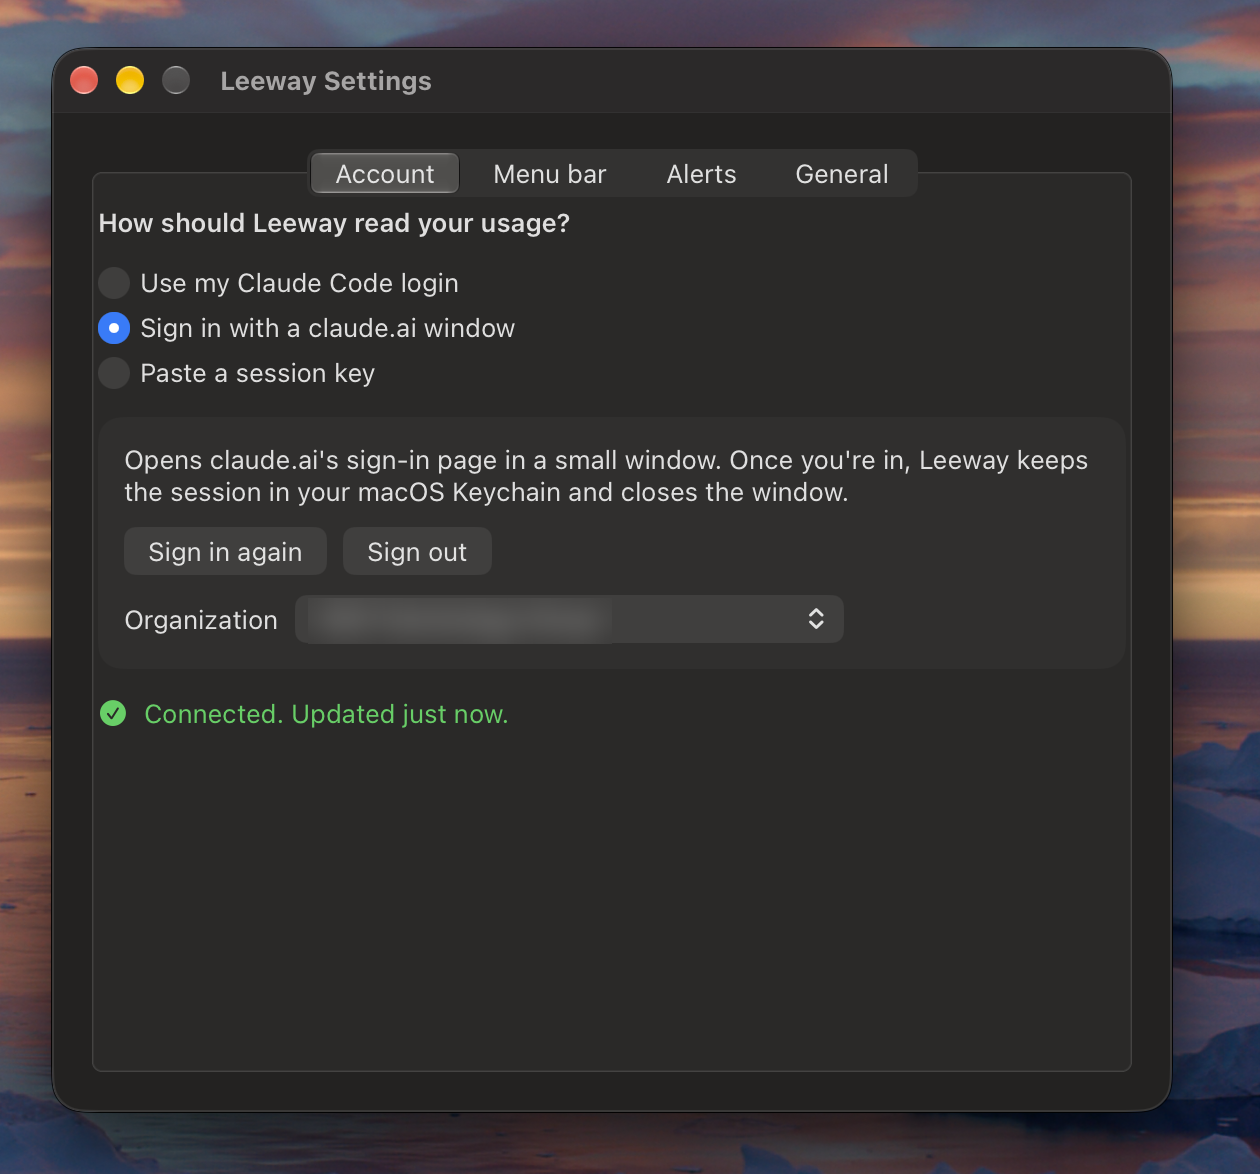 Leeway Settings
Account Menu bar Alerts General
How should Leeway read your usage?
Use my Claude Code login
Sign in with a claude.ai window
Paste a session key
Opens claude.ai's sign-in page in a small window. Once you're in, Leeway keeps
the session in your macOS Keychain and closes the window.
Sign in again Sign out
Organization
Connected. Updated just now.